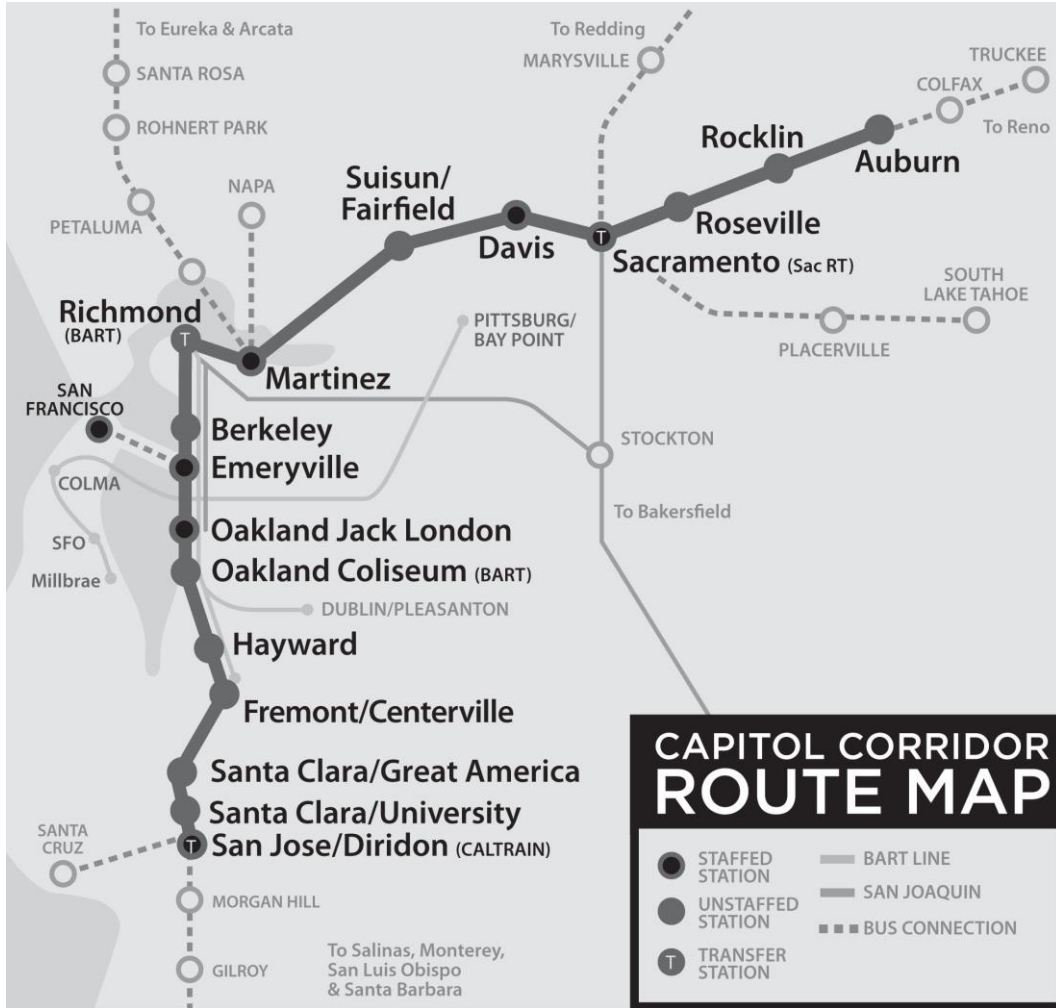 To Eureka & Arcata
SANTA ROSA
ROHNERT PARK
PETALUMA
NAPA
To Redding
MARYSVILLE
TRUCKEE
COLFAX
To Reno
Rocklin
Auburn
Suisun/
Fairfield
Davis
Roseville
T
Sacramento (Sac RT)
SOUTH
LAKE TAHOE
PLACERVILLE
Richmond
(BART)
T
Martinez
PITTSBURG/
BAY POINT
SAN
FRANCISCO
Berkeley
Emeryville
STOCKTON
COLMA
To Bakersfield
Oakland Jack London
SFO
Oakland Coliseum (BART)
Millbrae
DUBLIN/PLEASANTON
Hayward
Fremont/Centerville
Santa Clara/Great America
Santa Clara/University
T
San Jose/Diridon (CALTRAIN)
SANTA
CRUZ
MORGAN HILL
GILROY
To Salinas, Monterey,
San Luis Obispo
& Santa Barbara
CAPITOL CORRIDOR
ROUTE MAP
STAFFED
STATION
UNSTAFFED
STATION
T
TRANSFER
STATION
BART LINE
SAN JOAQUIN
BUS CONNECTION